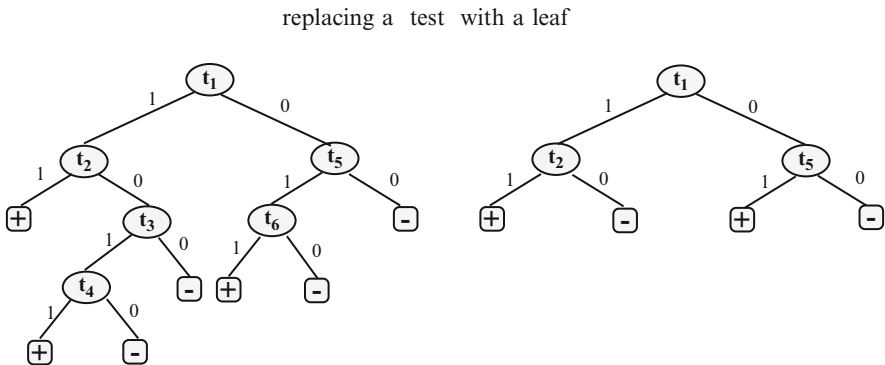 replacing a test with a leaf
t1 t1
1 0 1 0
t2 t5 t2 t5
1 0 1 0 1 0 1 0
+ t3 t6 - + - + -
1 0 1 0
t4 - + -
1 0
+ -